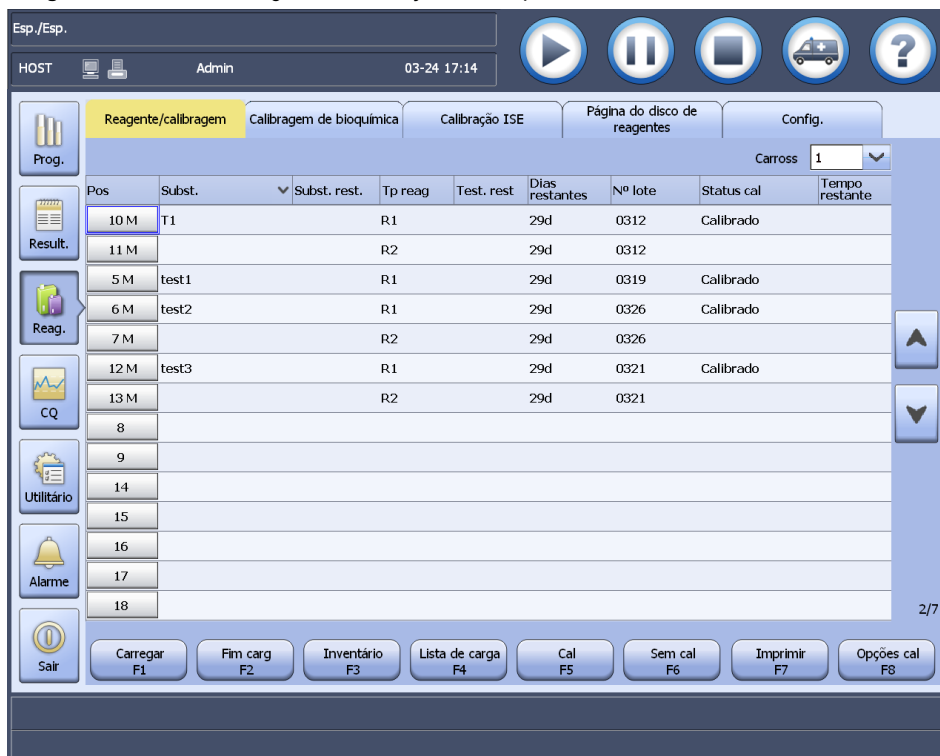 Esp./Esp.
HOST Admin 03-24 17:14
Reagente/calibragem Calibragem de bioquímica Calibração ISE Página do disco de reagentes Config.
Carross 1
Pos Subst. Subst. rest. Tp reag Test. rest Dias restantes Nº lote Status cal Tempo restante
10 M T1 R1 29d 0312 Calibrado
11 M R2 29d 0312
5 M test1 R1 29d 0319 Calibrado
6 M test2 R1 29d 0326 Calibrado
7 M R2 29d 0326
12 M test3 R1 29d 0321 Calibrado
13 M R2 29d 0321
8
9
14
15
16
17
18
2/7
Prog.
Result.
Reag.
CQ
Utilitário
Alarme
Sair
Carregar F1
Fim carg F2
Inventário F3
Lista de carga F4
Cal F5
Sem cal F6
Imprimir F7
Opções cal F8